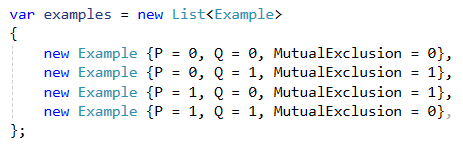 var examples = new List<Example>
{
    new Example {P = 0, Q = 0, MutualExclusion = 0},
    new Example {P = 0, Q = 1, MutualExclusion = 1},
    new Example {P = 1, Q = 0, MutualExclusion = 1},
    new Example {P = 1, Q = 1, MutualExclusion = 0},
};